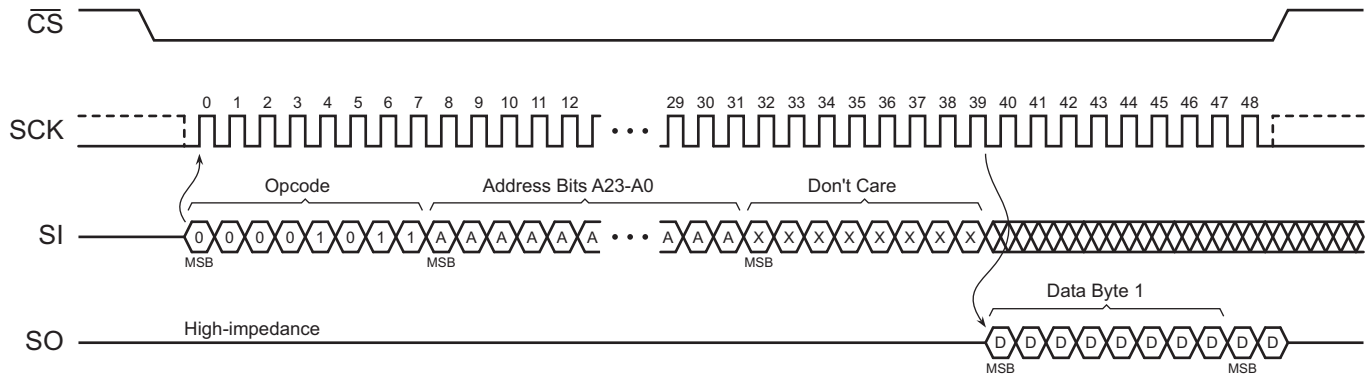 CS
0 1 2 3 4 5 6 7 8 9 10 11 12 29 30 31 32 33 34 35 36 37 38 39 40 41 42 43 44 45 46 47 48
SCK
Opcode Address Bits A23-A0 Don't Care
SI 0 0 0 0 1 0 1 1 A A A A A A A A A X X X X X X X X
MSB MSB MSB
Data Byte 1
High-impedance
SO D D D D D D D D D D
MSB MSB